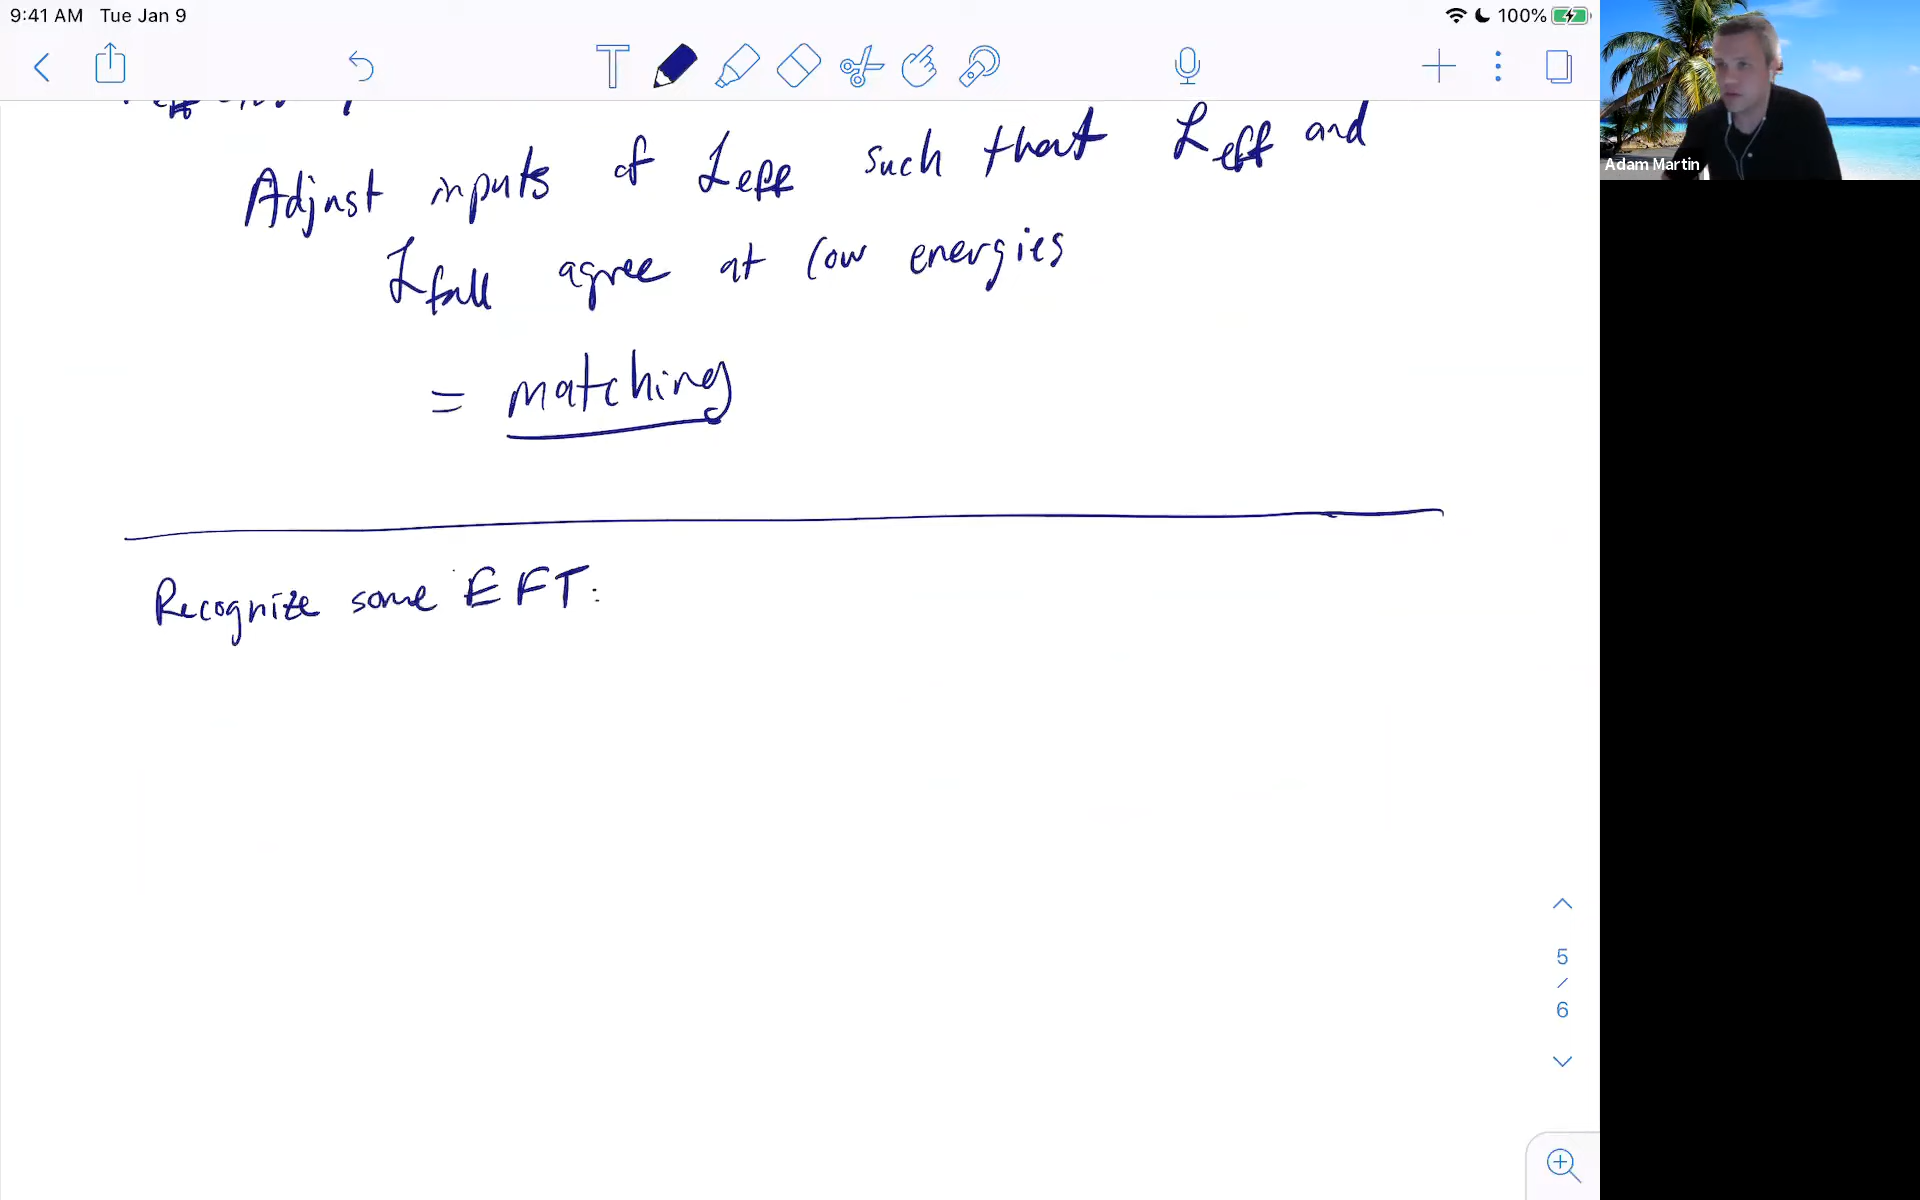 9:41 AM Tue Jan 9
100%
Adam Martin
Adjust inputs of ℒeff such that ℒeff and
ℒfull agree at low energies
= matching
Recognize some EFT:
5
/
6